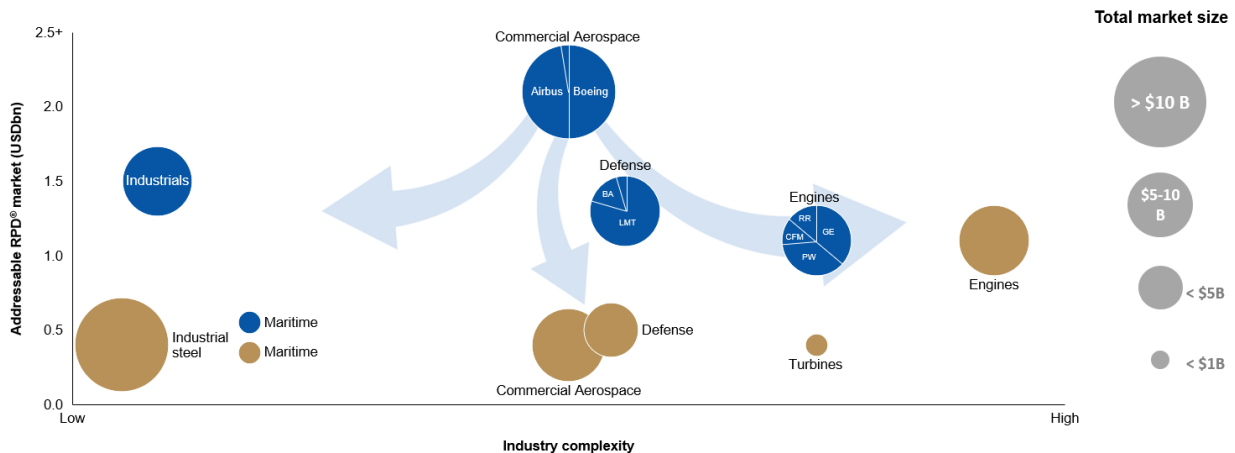 Total market size
Addressable RPD® market (USDbn)
2.5+
2.0
1.5
1.0
0.5
0.0
Low
High
Industry complexity
Commercial Aerospace
Airbus
Boeing
Industrials
Defense
BA
LMT
Engines
RR
GE
CFM
PW
Engines
Industrial
steel
Maritime
Maritime
Defense
Commercial Aerospace
Turbines
> $10 B
$5-10
B
< $5B
< $1B